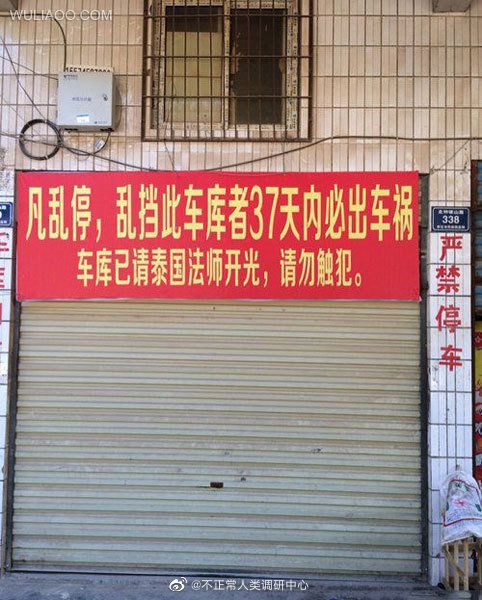 WULIAOO.COM
凡乱停，乱挡此车库者37天内必出车祸
车库已请泰国法师开光，请勿触犯。
338
严禁停车
@不正常人类调研中心